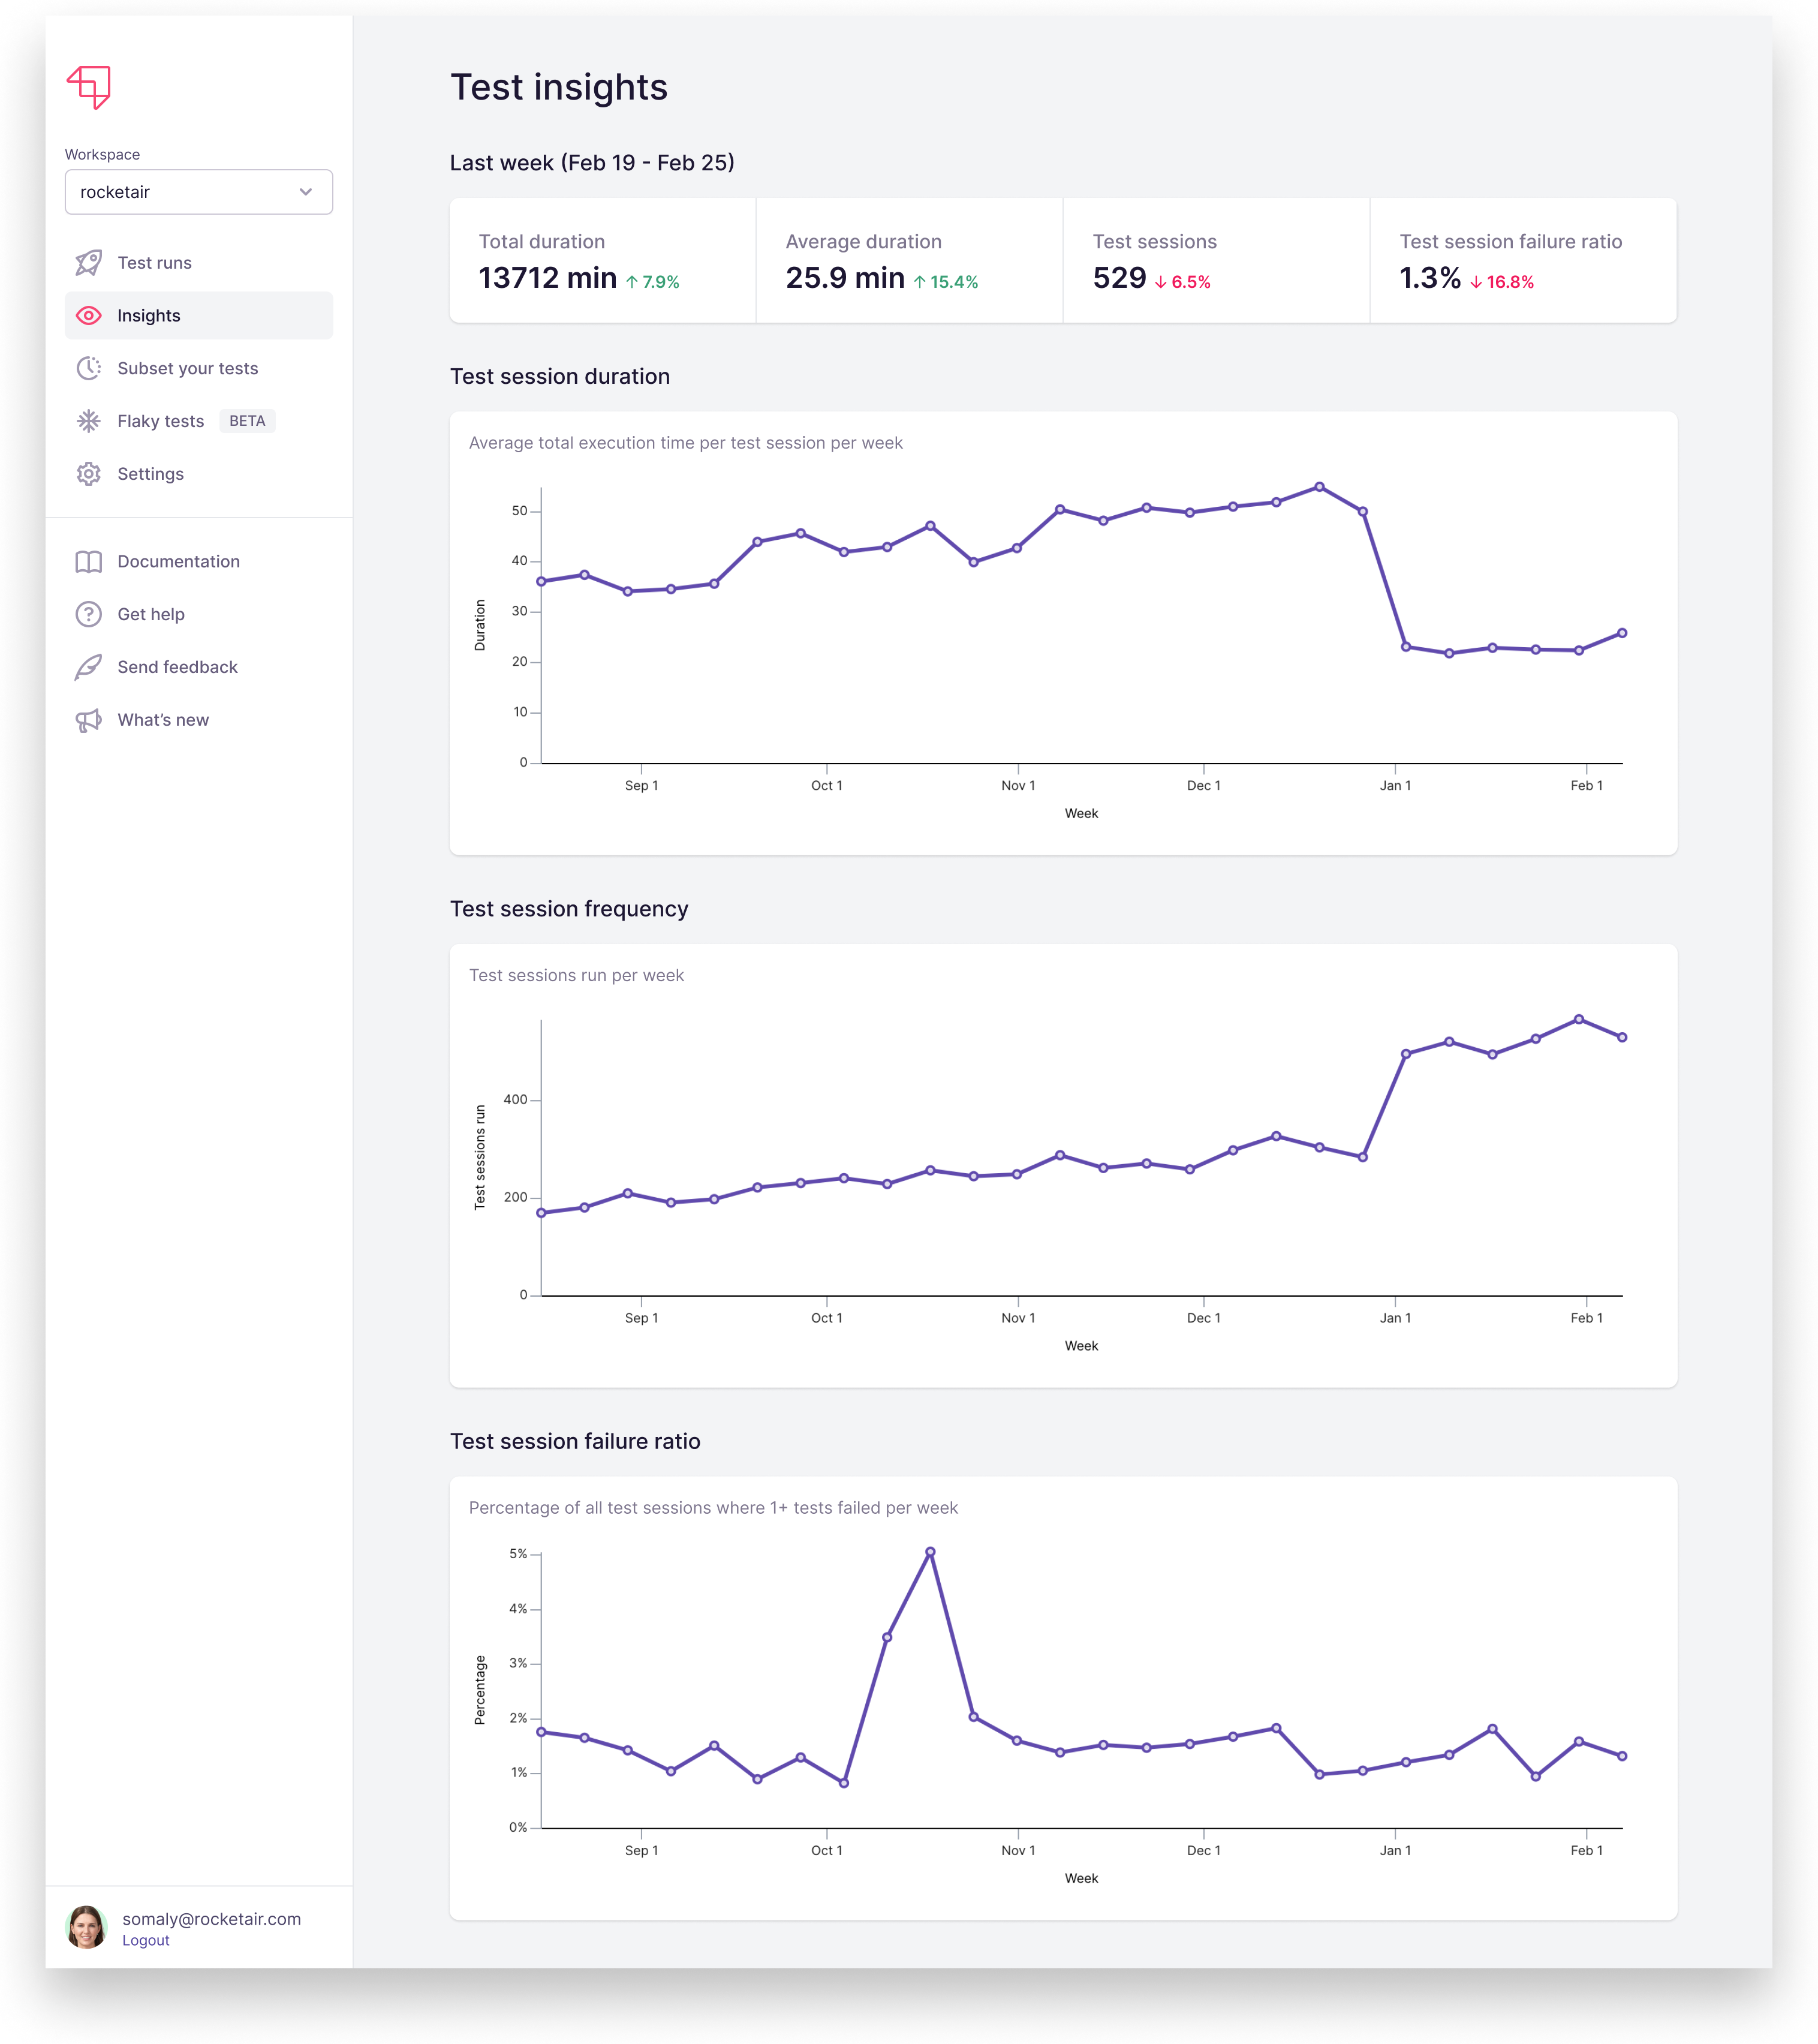 Workspace
rocketair
Test runs
Insights
Subset your tests
Flaky tests BETA
Settings
Documentation
Get help
Send feedback
What’s new
somaly@rocketair.com
Logout
Test insights
Last week (Feb 19 - Feb 25)
Total duration
13712 min ↑ 7.9%
Average duration
25.9 min ↑ 15.4%
Test sessions
529 ↓ 6.5%
Test session failure ratio
1.3% ↓ 16.8%
Test session duration
Average total execution time per test session per week
50
40
30
20
10
0
Duration
Sep 1 Oct 1 Nov 1 Dec 1 Jan 1 Feb 1
Week
Test session frequency
Test sessions run per week
400
200
0
Test sessions run
Sep 1 Oct 1 Nov 1 Dec 1 Jan 1 Feb 1
Week
Test session failure ratio
Percentage of all test sessions where 1+ tests failed per week
5%
4%
3%
2%
1%
0%
Percentage
Sep 1 Oct 1 Nov 1 Dec 1 Jan 1 Feb 1
Week